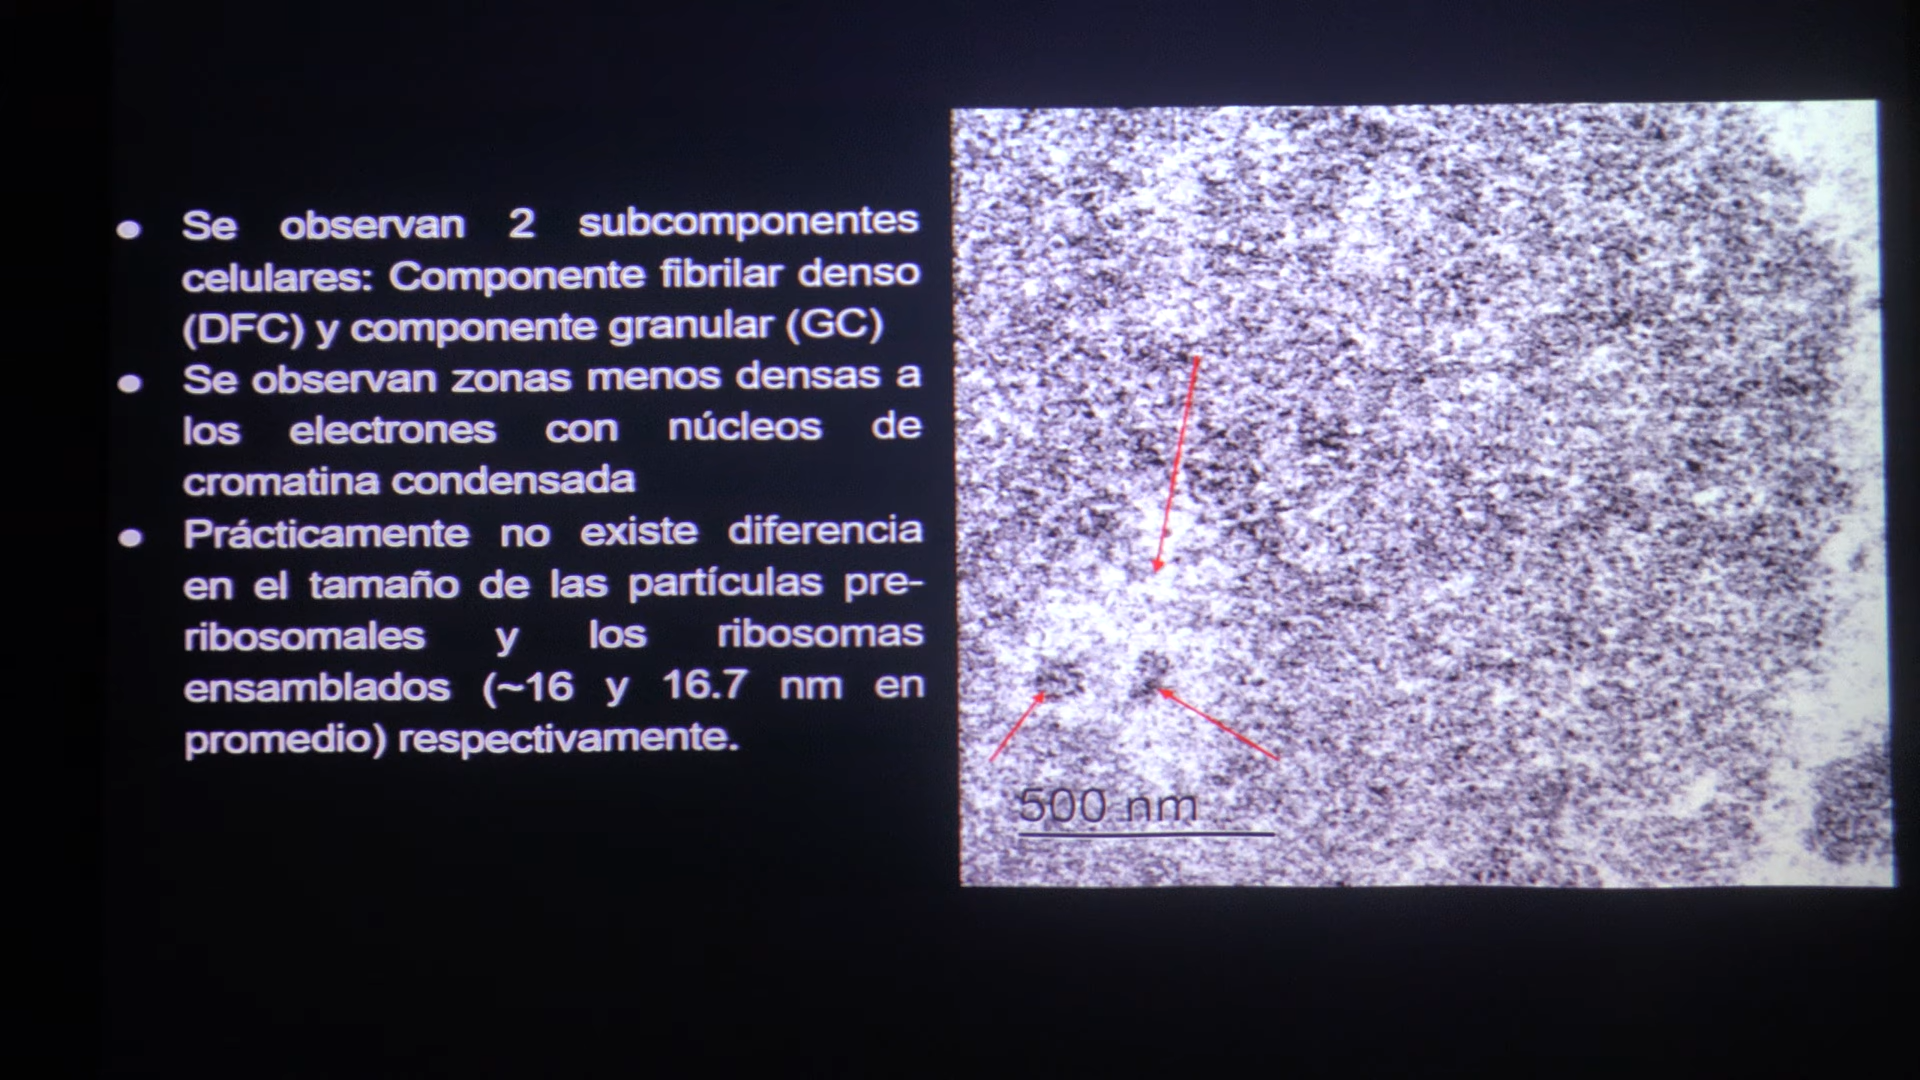 ● Se observan 2 subcomponentes
celulares: Componente fibrilar denso
(DFC) y componente granular (GC)
● Se observan zonas menos densas a
los electrones con núcleos de
cromatina condensada
● Prácticamente no existe diferencia
en el tamaño de las partículas pre-
ribosomales y los ribosomas
ensamblados (~16 y 16.7 nm en
promedio) respectivamente.
500 nm